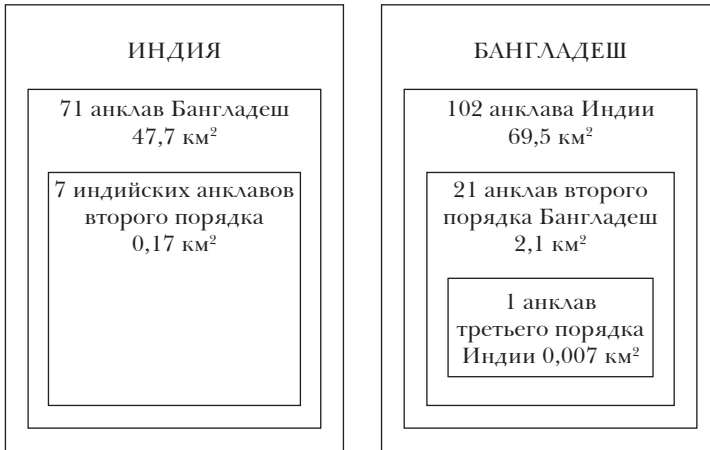 ИНДИЯ
71 анклав Бангладеш
47,7 км²
7 индийских анклавов
второго порядка
0,17 км²
БАНГЛАДЕШ
102 анклава Индии
69,5 км²
21 анклав второго
порядка Бангладеш
2,1 км²
1 анклав
третьего порядка
Индии 0,007 км²